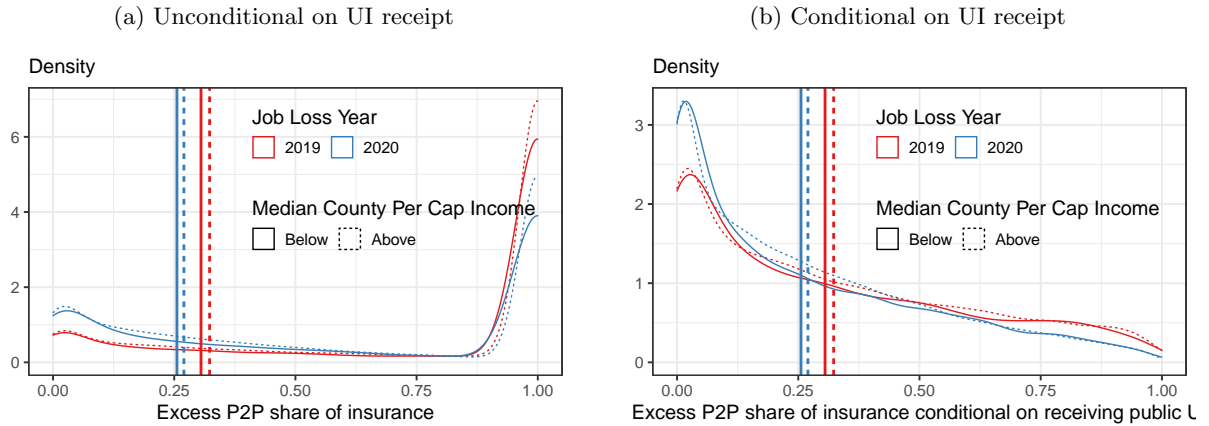 (a) Unconditional on UI receipt
Density
6
4
2
0
0.00 0.25 0.50 0.75 1.00
Excess P2P share of insurance
Job Loss Year
2019 2020
Median County Per Cap Income
Below Above
(b) Conditional on UI receipt
Density
3
2
1
0
0.00 0.25 0.50 0.75 1.00
Excess P2P share of insurance conditional on receiving public U
Job Loss Year
2019 2020
Median County Per Cap Income
Below Above